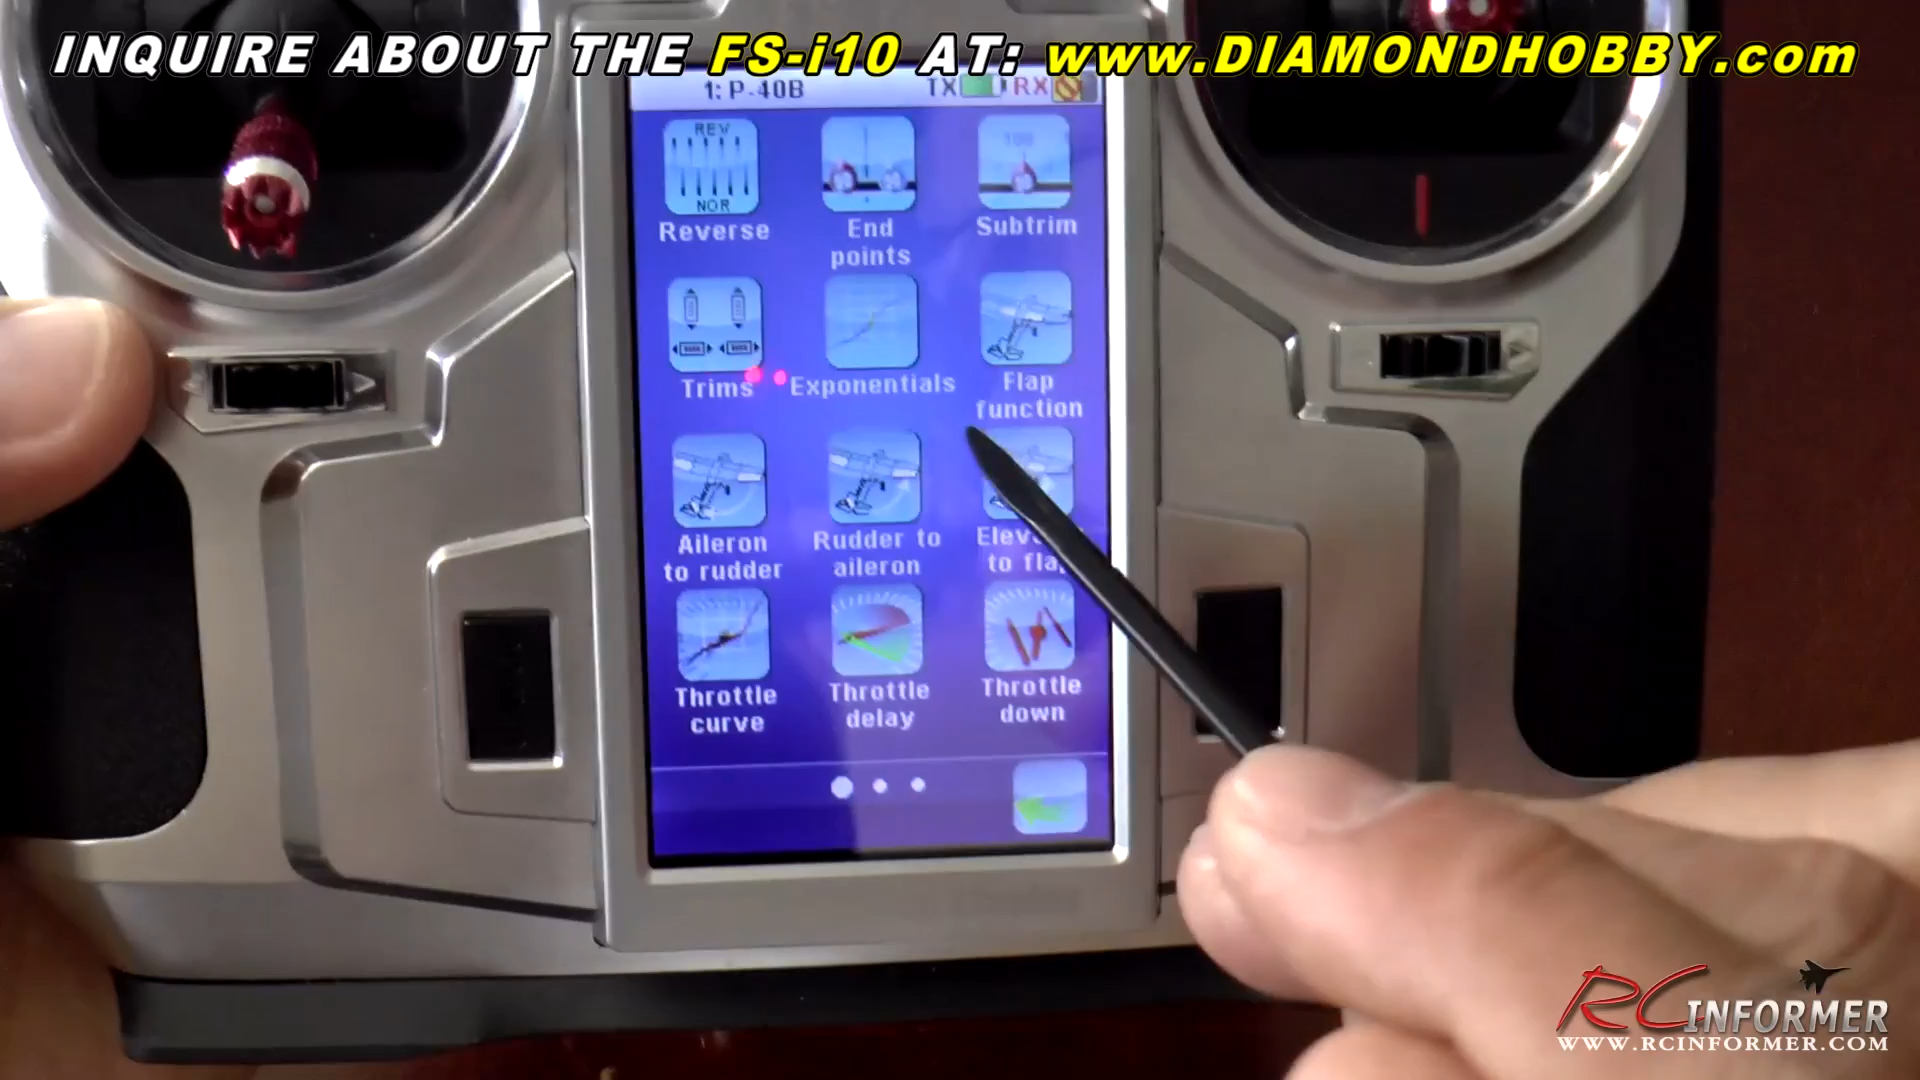 INQUIRE ABOUT THE FS-i10 AT: www.DIAMONDHOBBY.com
1: P-40B TX RX
REV
NOR
100
Reverse
End
points
Subtrim
Trims
Exponentials
Flap
function
Aileron
to rudder
Rudder to
aileron
to
Throttle
curve
Throttle
delay
Throttle
down
RC INFORMER
WWW.RCINFORMER.COM